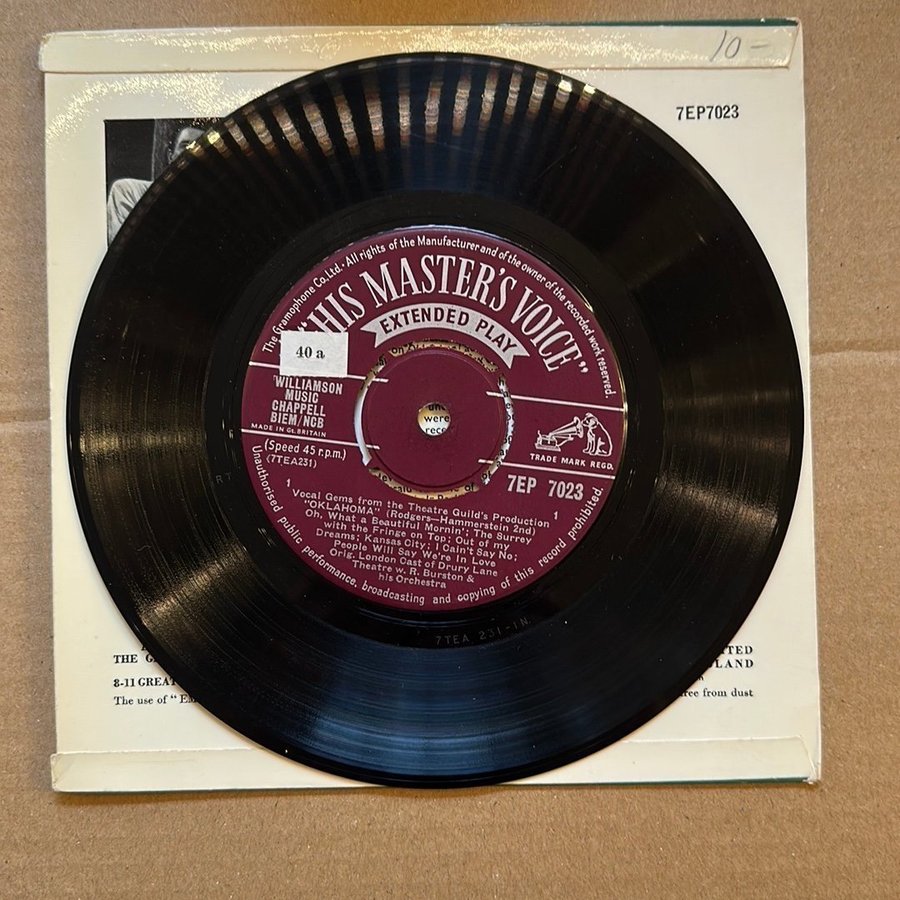 10-
7EP7023
The Gramophone Co. Ltd. · All rights of the Manufacturer and of the owner of the recorded work reserved.
"HIS MASTER'S VOICE"
EXTENDED PLAY
40 a
WILLIAMSON
MUSIC
CHAPPELL
BIEM/NCB
MADE IN Gt. BRITAIN
(Speed 45 r.p.m.)
(7TEA231)
TRADE MARK REGD.
7EP 7023
were
1 Vocal Gems from the Theatre Guild's Production 1
"OKLAHOMA" (Rodgers—Hammerstein 2nd)
Oh, What a Beautiful Mornin'; The Surrey
with the Fringe on Top; Out of my
Dreams; Kansas City; I Cain't Say No;
People Will Say We're In Love
Orig. London Cast of Drury Lane
Theatre w. R. Burston &
his Orchestra
Unauthorised public performance, broadcasting and copying of this record prohibited.
7TEA 231-1N
THE
8-11 GREAT
The use of "
free from dust